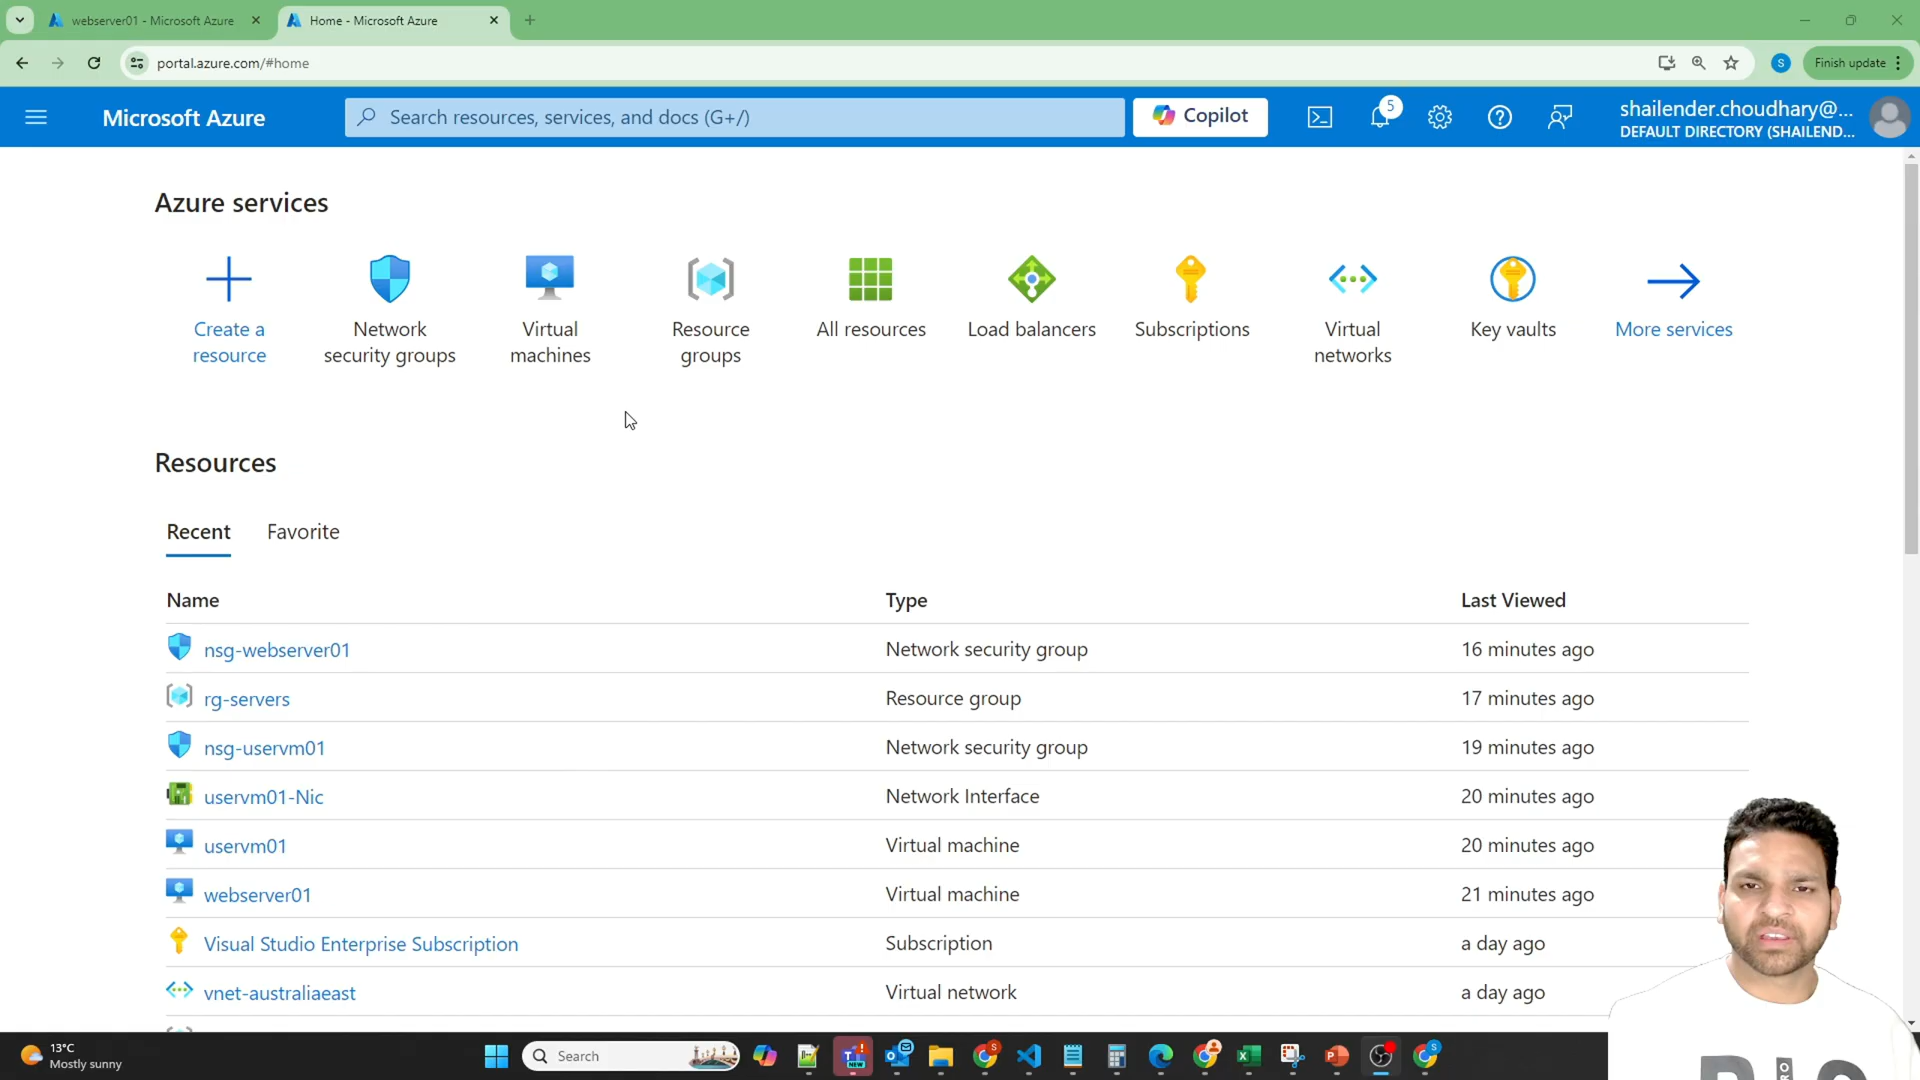 webserver01 - Microsoft Azure
Home - Microsoft Azure
portal.azure.com/#home
S
Finish update
Microsoft Azure
Search resources, services, and docs (G+/)
Copilot
5
shailender.choudhary@...
DEFAULT DIRECTORY (SHAILEND...
Azure services
Create a
resource
Network
security groups
Virtual
machines
Resource
groups
All resources
Load balancers
Subscriptions
Virtual
networks
Key vaults
More services
Resources
Recent
Favorite
Name
Type
Last Viewed
nsg-webserver01
Network security group
16 minutes ago
rg-servers
Resource group
17 minutes ago
nsg-uservm01
Network security group
19 minutes ago
uservm01-Nic
Network Interface
20 minutes ago
uservm01
Virtual machine
20 minutes ago
webserver01
Virtual machine
21 minutes ago
Visual Studio Enterprise Subscription
Subscription
a day ago
vnet-australiaeast
Virtual network
a day ago
13°C
Mostly sunny
Search
NEW